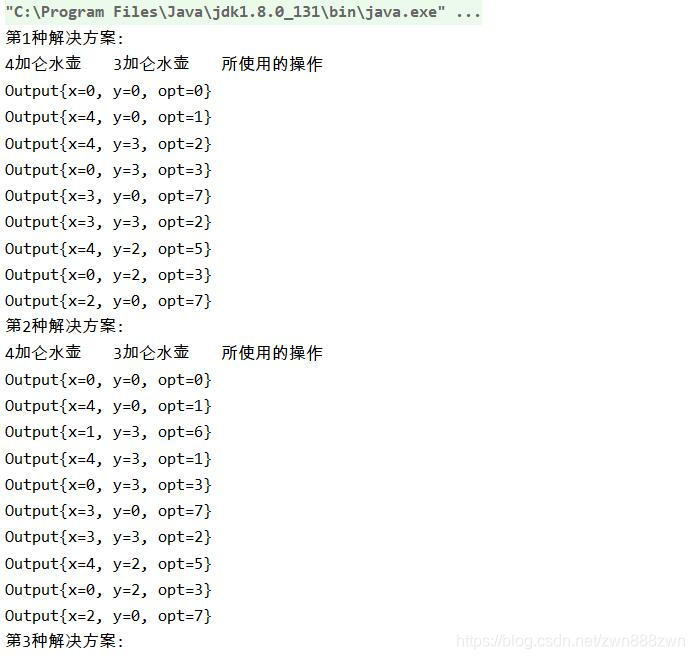 "C:\Program Files\Java\jdk1.8.0_131\bin\java.exe" ...
第1种解决方案:
4加仑水壶 3加仑水壶 所使用的操作
Output{x=0, y=0, opt=0}
Output{x=4, y=0, opt=1}
Output{x=4, y=3, opt=2}
Output{x=0, y=3, opt=3}
Output{x=3, y=0, opt=7}
Output{x=3, y=3, opt=2}
Output{x=4, y=2, opt=5}
Output{x=0, y=2, opt=3}
Output{x=2, y=0, opt=7}
第2种解决方案:
4加仑水壶 3加仑水壶 所使用的操作
Output{x=0, y=0, opt=0}
Output{x=4, y=0, opt=1}
Output{x=1, y=3, opt=6}
Output{x=4, y=3, opt=1}
Output{x=0, y=3, opt=3}
Output{x=3, y=0, opt=7}
Output{x=3, y=3, opt=2}
Output{x=4, y=2, opt=5}
Output{x=0, y=2, opt=3}
Output{x=2, y=0, opt=7}
第3种解决方案:
https://blog.csdn.net/zwn888zwn